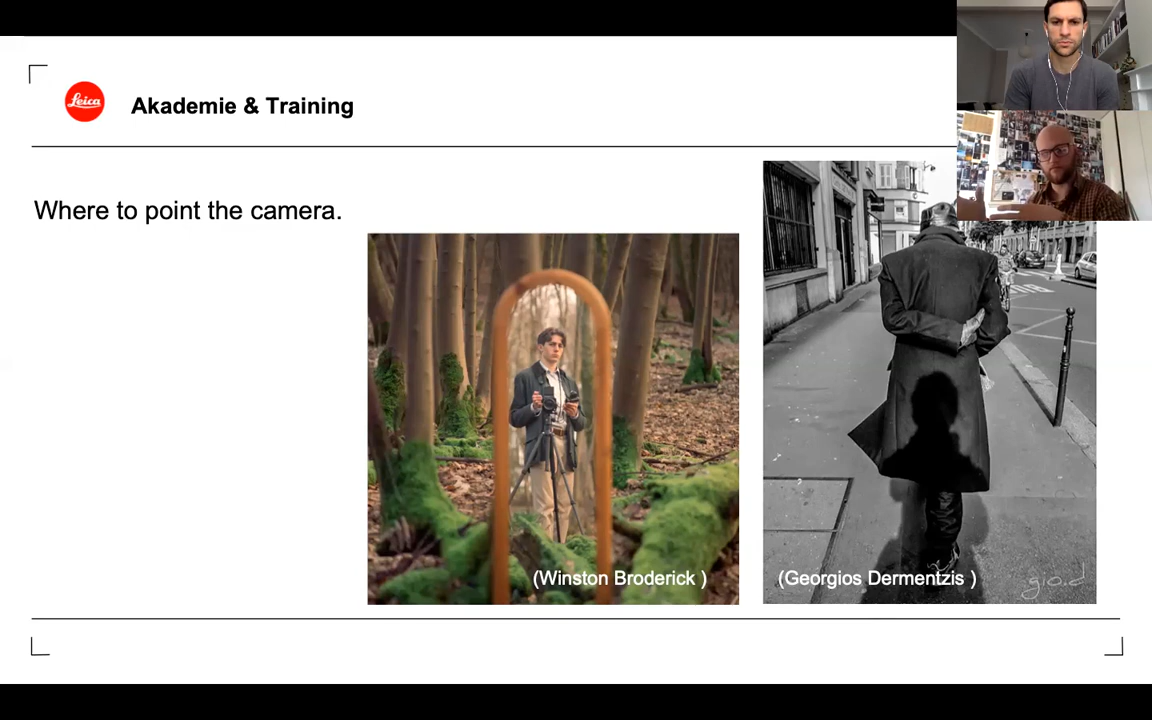 Leica
Akademie & Training
Where to point the camera.
(Winston Broderick )
(Georgios Dermentzis )
gio.d